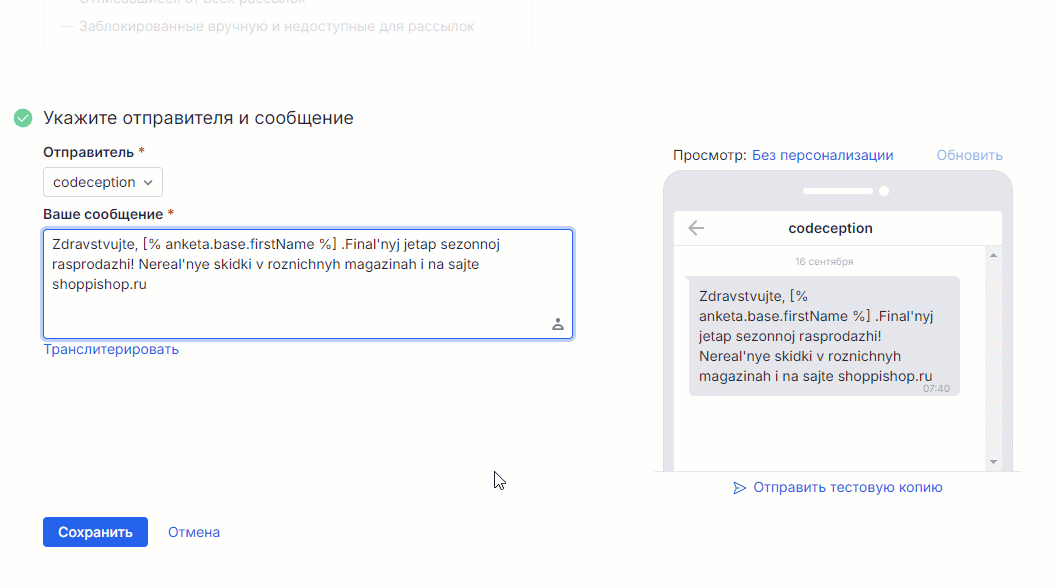 Отписавшиеся от всех рассылок
— Заблокированные вручную и недоступные для рассылок
Укажите отправителя и сообщение
Отправитель *
codeception
Ваше сообщение *
Zdravstvujte, [% anketa.base.firstName %] .Final'nyj jetap sezonnoj
rasprodazhi! Nereal'nye skidki v roznichnyh magazinah i na sajte
shoppishop.ru
Транслитерировать
Просмотр: Без персонализации
Обновить
codeception
16 сентября
Zdravstvujte, [%
anketa.base.firstName %] .Final'nyj
jetap sezonnoj rasprodazhi!
Nereal'nye skidki v roznichnyh
magazinah i na sajte shoppishop.ru
07:40
Отправить тестовую копию
Сохранить
Отмена